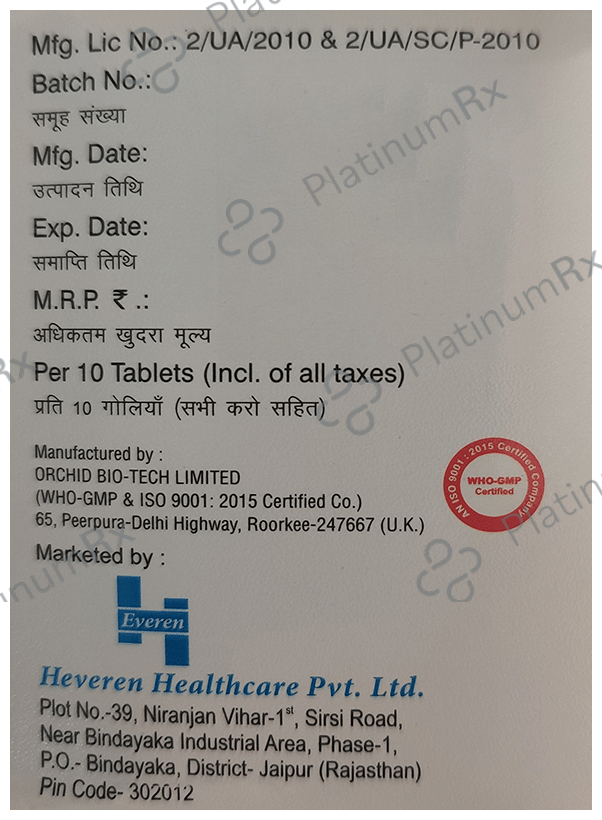 Mfg. Lic No.: 2/UA/2010 & 2/UA/SC/P-2010
Batch No.:
समूह संख्या
Mfg. Date:
उत्पादन तिथि
Exp. Date:
समाप्ति तिथि
M.R.P. ₹ .:
अधिकतम खुदरा मूल्य
Per 10 Tablets (Incl. of all taxes)
प्रति 10 गोलियाँ (सभी करो सहित)
Manufactured by :
ORCHID BIO-TECH LIMITED
(WHO-GMP & ISO 9001: 2015 Certified Co.)
65, Peerpura-Delhi Highway, Roorkee-247667 (U.K.)
AN ISO 9001 : 2015 Certified Company
WHO-GMP
Certified
Marketed by :
Everen
Heveren Healthcare Pvt. Ltd.
Plot No.-39, Niranjan Vihar-1st, Sirsi Road,
Near Bindayaka Industrial Area, Phase-1,
P.O.- Bindayaka, District- Jaipur (Rajasthan)
Pin Code- 302012
PlatinumRx
PlatinumRx